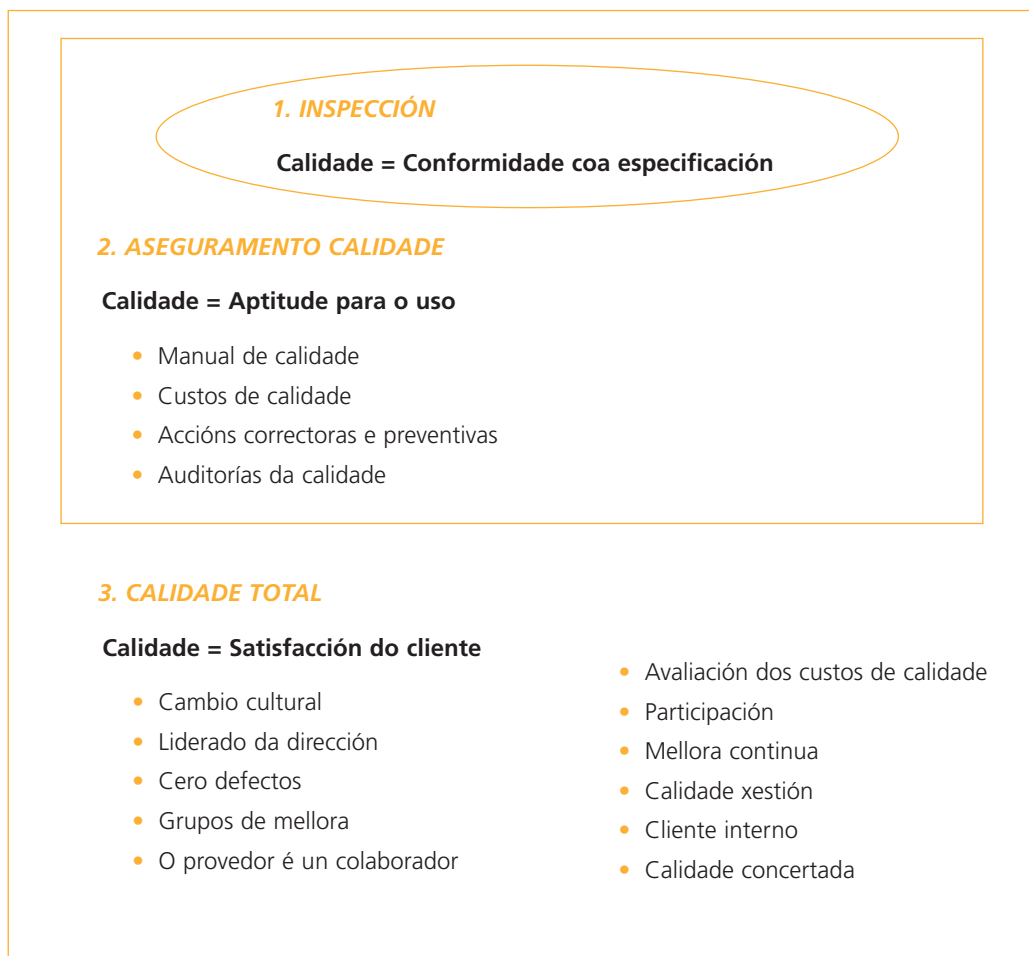 1. INSPECCIÓN
Calidade = Conformidade coa especificación
2. ASEGURAMENTO CALIDADE
Calidade = Aptitude para o uso
• Manual de calidade
• Custos de calidade
• Accións correctoras e preventivas
• Auditorías da calidade
3. CALIDADE TOTAL
Calidade = Satisfacción do cliente
• Cambio cultural
• Liderado da dirección
• Cero defectos
• Grupos de mellora
• O provedor é un colaborador
• Avaliación dos custos de calidade
• Participación
• Mellora continua
• Calidade xestión
• Cliente interno
• Calidade concertada